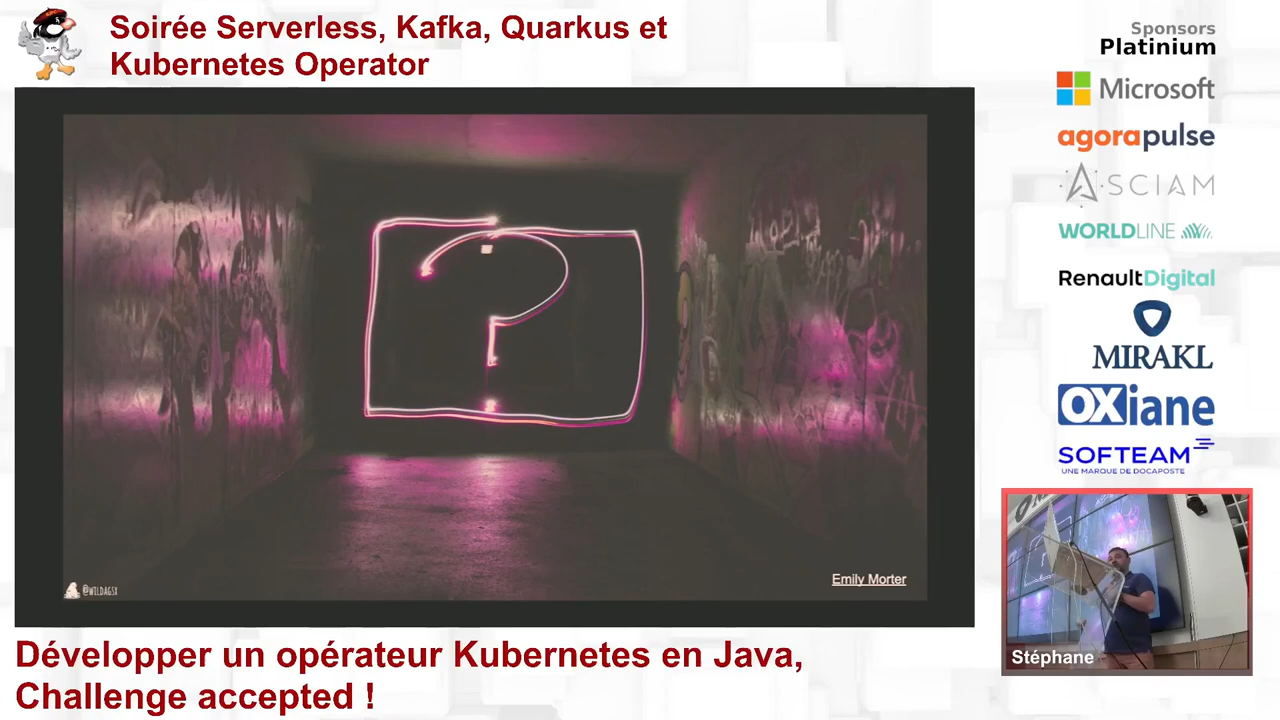 Soirée Serverless, Kafka, Quarkus et
Kubernetes Operator
Sponsors
Platinium
Microsoft
agorapulse
ASCIAM
WORLDLINE
RenaultDigital
MIRAKL
OXiane
SOFTEAM
UNE MARQUE DE DOCAPOSTE
?
@WILDAGSX
Emily Morter
Stéphane
Développer un opérateur Kubernetes en Java,
Challenge accepted !